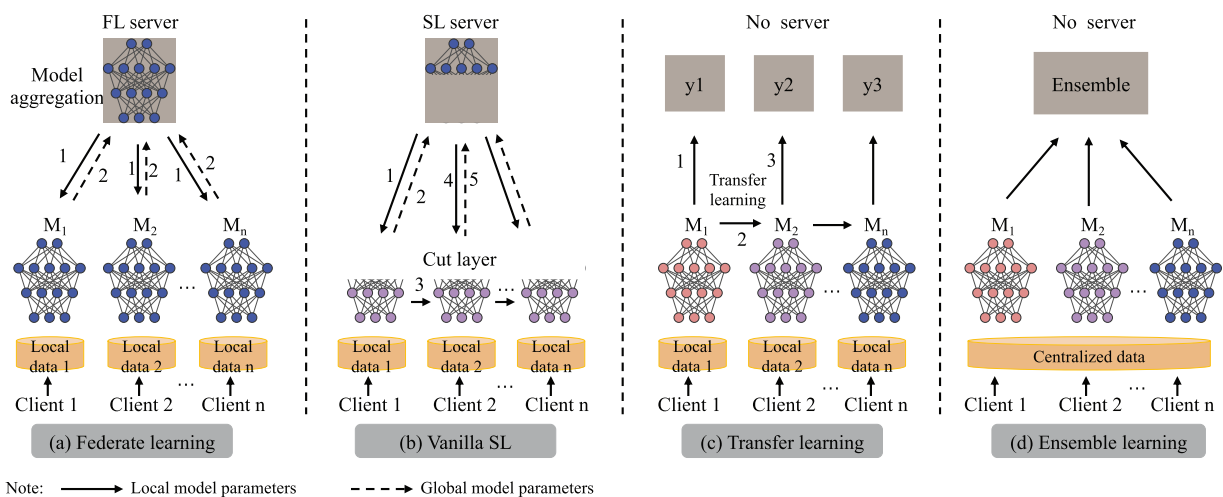 FL server
Model
aggregation
1
2
1
2
1
2
M1
M2
Mn
...
Local
data 1
Local
data 2
Local
data n
...
Client 1
Client 2
Client n
(a) Federate learning
SL server
1
2
4
5
Cut layer
3
...
Local
data 1
Local
data 2
Local
data n
...
Client 1
Client 2
Client n
(b) Vanilla SL
No server
y1
y2
y3
1
3
Transfer
learning
M1
2
M2
Mn
...
Local
data 1
Local
data 2
Local
data n
...
Client 1
Client 2
Client n
(c) Transfer learning
No server
Ensemble
M1
M2
Mn
...
Centralized data
...
Client 1
Client 2
Client n
(d) Ensemble learning
Note:
Local model parameters
Global model parameters